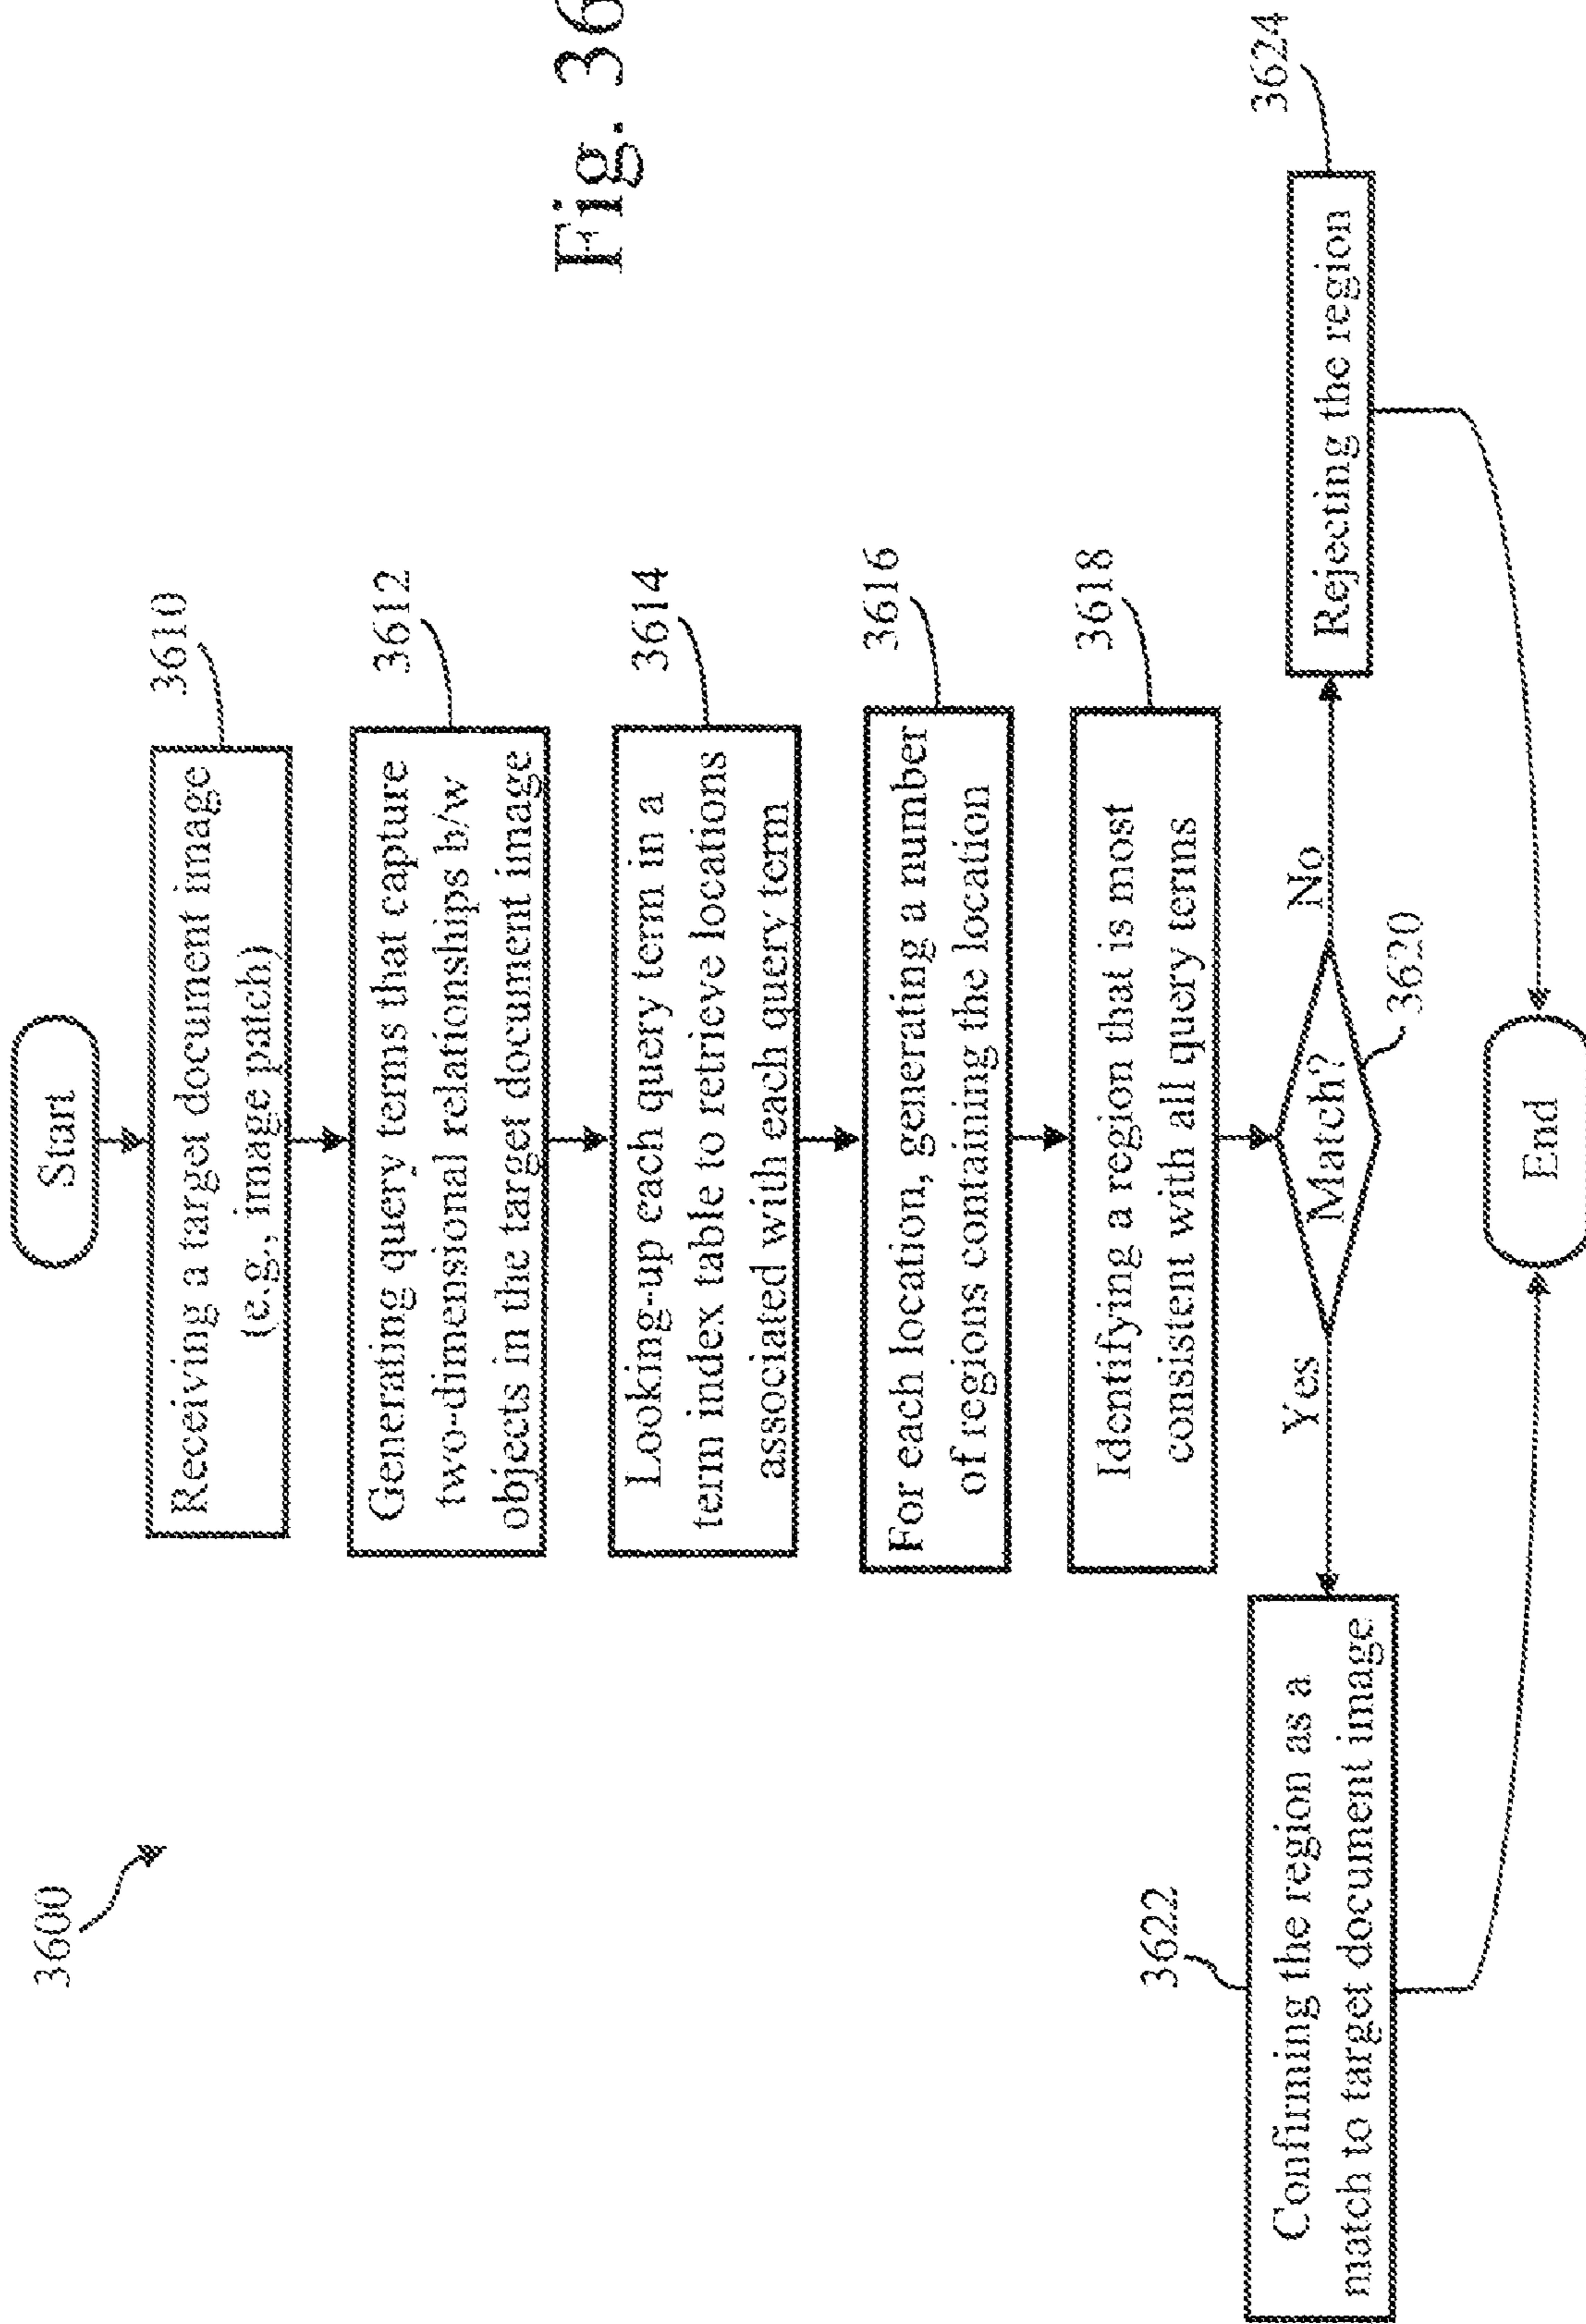 3600
Start
3610
Receiving a target document image
(e.g., image patch)
3612
Generating query terms that capture
two-dimensional relationships b/w
objects in the target document image
3614
Looking-up each query term in a
term index table to retrieve locations
associated with each query term
3616
For each location, generating a number
of regions containing the location
3618
Identifying a region that is most
consistent with all query terms
Yes
Match?
No
3620
3622
Confirming the region as a
match to target document image
3624
Rejecting the region
End
Fig. 36